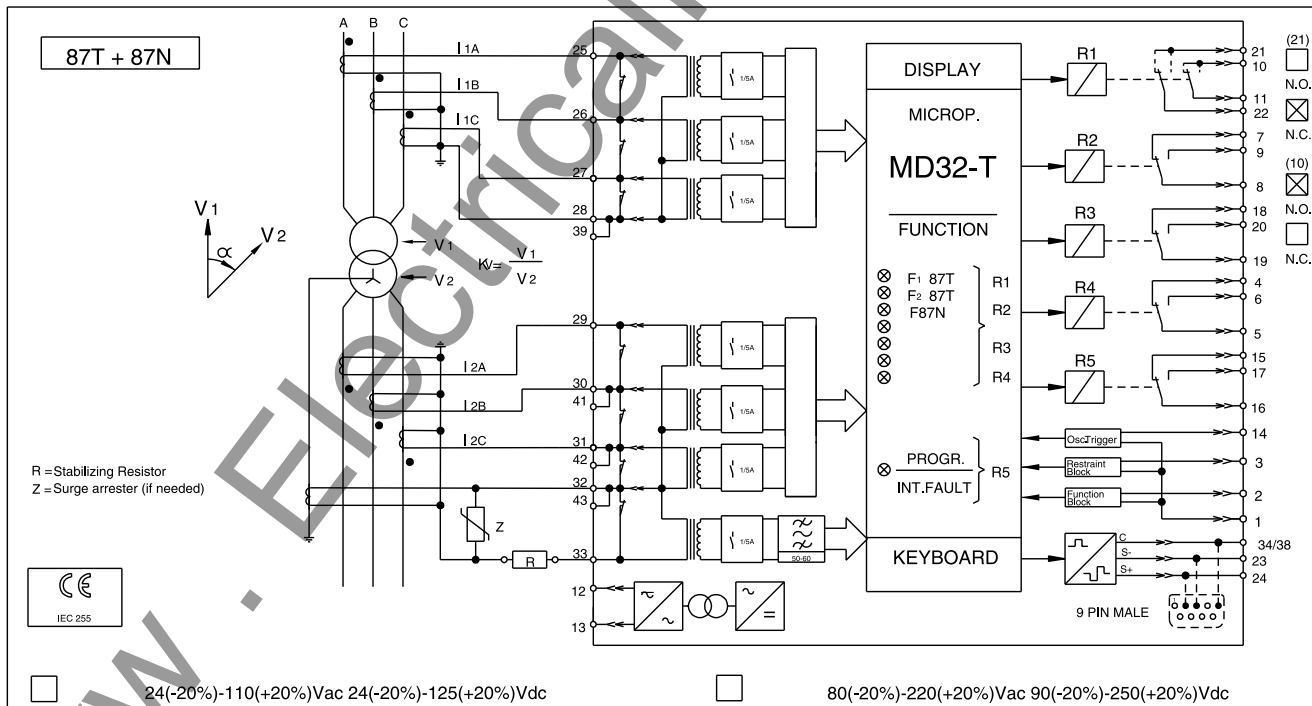 A B C
87T + 87N
I 1A
I 1B
I 1C
25
26
27
28
39
V1
V2
α
V1
V2
KV= V1
V2
29
I 2A
30
41
I 2B
31
I 2C
42
32
43
33
R =Stabilizing Resistor
Z =Surge arrester (if needed)
Z
R
CE
IEC 255
12
13
1/5A
1/5A
1/5A
1/5A
1/5A
1/5A
1/5A
50-60
DISPLAY
MICROP.
MD32-T
FUNCTION
F1 87T
F2 87T
F87N
R1
R2
R3
R4
PROGR.
INT.FAULT
R5
KEYBOARD
R1
R2
R3
R4
R5
Osc.Trigger
Restraint
Block
Function
Block
C
S-
S+
1
9 PIN MALE
21
10
11
22
7
9
8
18
20
19
4
6
5
15
17
16
14
3
2
1
34/38
23
24
(21)
N.O.
N.C.
(10)
N.O.
N.C.
24(-20%)-110(+20%)Vac 24(-20%)-125(+20%)Vdc
80(-20%)-220(+20%)Vac 90(-20%)-250(+20%)Vdc
www . Electrical